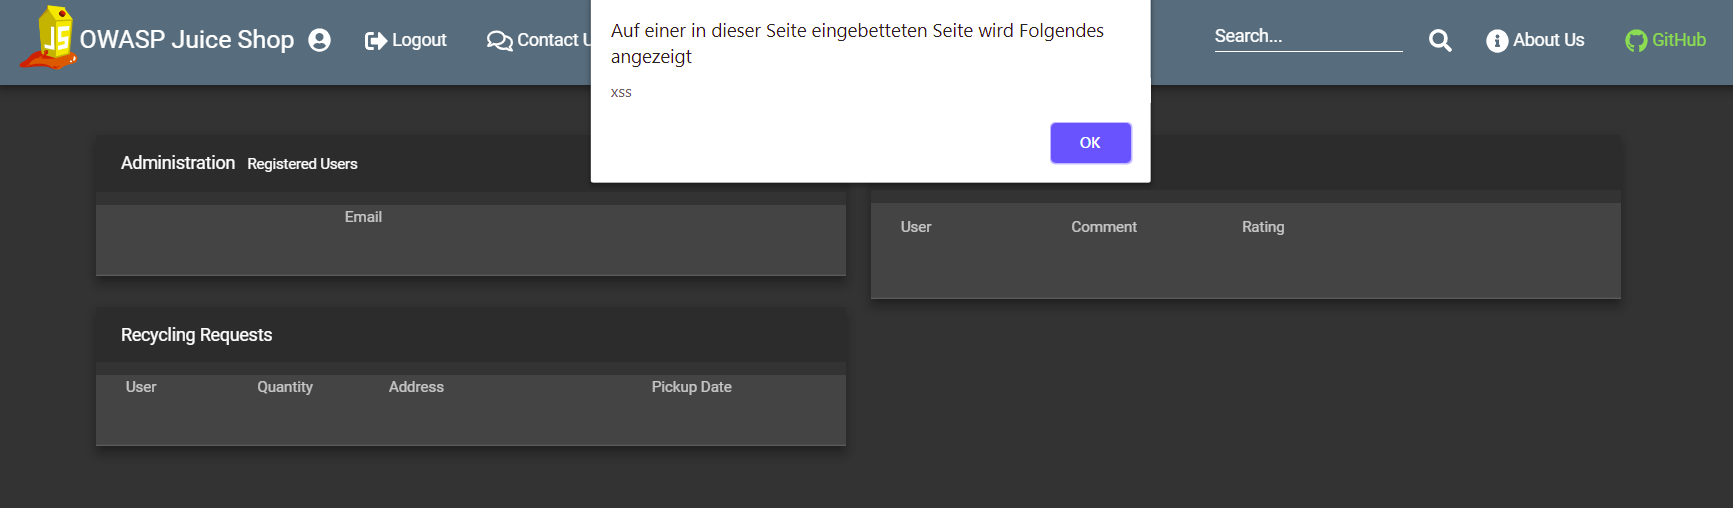 JS
OWASP Juice Shop
Logout
Contact U
Auf einer in dieser Seite eingebetteten Seite wird Folgendes
angezeigt
xss
OK
Search...
About Us
GitHub
Administration Registered Users
Email
User Comment Rating
Recycling Requests
User Quantity Address Pickup Date